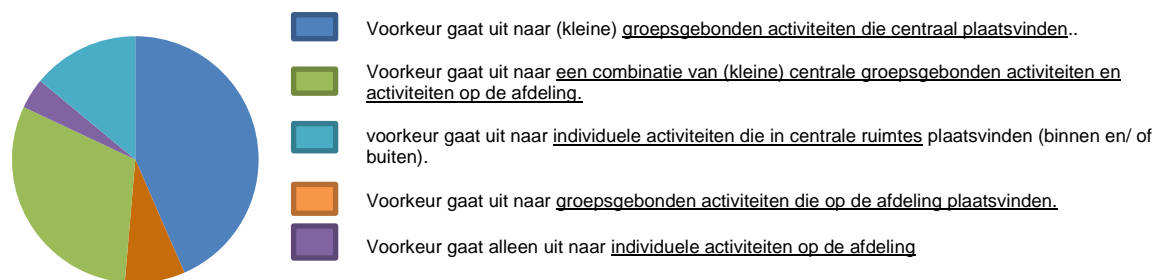 Voorkeur gaat uit naar (kleine) groepsgebonden activiteiten die centraal plaatsvinden..
Voorkeur gaat uit naar een combinatie van (kleine) centrale groepsgebonden activiteiten en
activiteiten op de afdeling.
voorkeur gaat uit naar individuele activiteiten die in centrale ruimtes plaatsvinden (binnen en/ of
buiten).
Voorkeur gaat uit naar groepsgebonden activiteiten die op de afdeling plaatsvinden.
Voorkeur gaat alleen uit naar individuele activiteiten op de afdeling